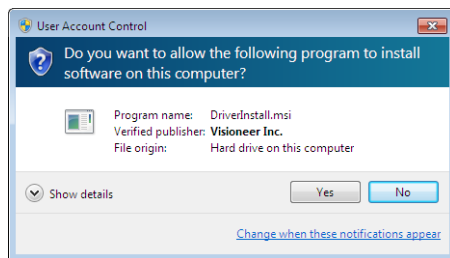 User Account Control
Do you want to allow the following program to install
software on this computer?
Program name: DriverInstall.msi
Verified publisher: Visioneer Inc.
File origin: Hard drive on this computer
Show details
Yes No
Change when these notifications appear